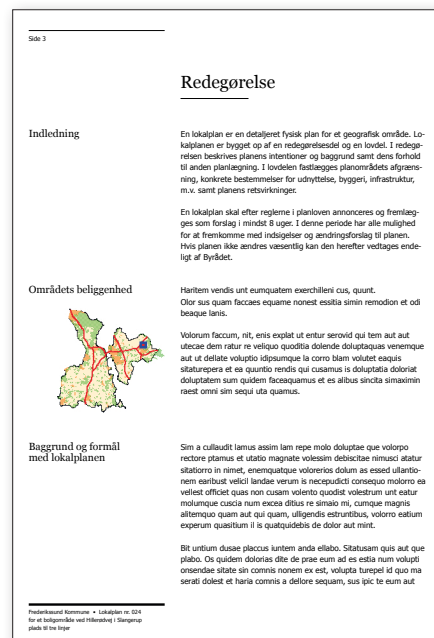 Side 3
Redegørelse
Indledning
En lokalplan er en detaljeret fysisk plan for et geografisk område. Lo-
kalplanen er bygget op af en redegørelsesdel og en lovdel. I redegø-
relsen beskrives planens intentioner og baggrund samt dens forhold
til anden planlægning. I lovdelen fastlægges planområdets afgræns-
ning, konkrete bestemmelser for udnyttelse, byggeri, infrastruktur,
m.v. samt planens retsvirkninger.
En lokalplan skal efter reglerne i planloven annonceres og fremlæg-
ges som forslag i mindst 8 uger. I denne periode har alle mulighed
for at fremkomme med indsigelser og ændringsforslag til planen.
Hvis planen ikke ændres væsentlig kan den herefter vedtages ende-
ligt af Byrådet.
Områdets beliggenhed
Haritem vendis unt eumquatem exerchilleni cus, quunt.
Olor sus quam faccaes equame nonest essitia simin remodion et odi
beaque lanis.
Volorum faccum, nit, enis explat ut entur serovid qui tem aut aut
utecae dem ratur re veliquo quoditia dolende doluptaquas venemque
aut ut dellate voluptio idipsumque la corro blam volutet eaquis
sitaturepera et ea quuntio rendis qui cusamus is doluptatia doloriat
doluptatem sum quidem faceaquamus et es alibus sincita simaximin
raest omni sim sequi uta quamus.
Baggrund og formål
med lokalplanen
Sim a cullaudit lamus assim lam repe molo doluptae que volorpo
rectore ptamus et utatio magnate volessim debiscitae nimusci atatur
sitatiorro in nimet, enemquatque volorerios dolum as essed ullantio-
nem earibust velicil landae verum is necepudicti consequo molorro ea
vellest officiet quas non cusam volento quodist volestrum unt eatur
molumque cuscia num excea ditius re simaio mi, cumque magnis
alitemquo quam aut qui quam, ulligendis estruntibus, volorro eatium
experum quasitium il is quatquidebis de dolor aut mint.
Bit untium dusae placcus iuntem anda ellabo. Sitatusam quis aut que
plabo. Os quidem dolorias dite de prae eum ad es estia num volupti
onsendae sitate sin comnis nonem ex est, volupta turepel id quo ma
serati dolest et haria comnis a dellore sequam, sus ipic te eum aut
Frederikssund Kommune • Lokalplan nr. 024
for et boligområde ved Hillerødvej i Slangerup
plads til tre linjer